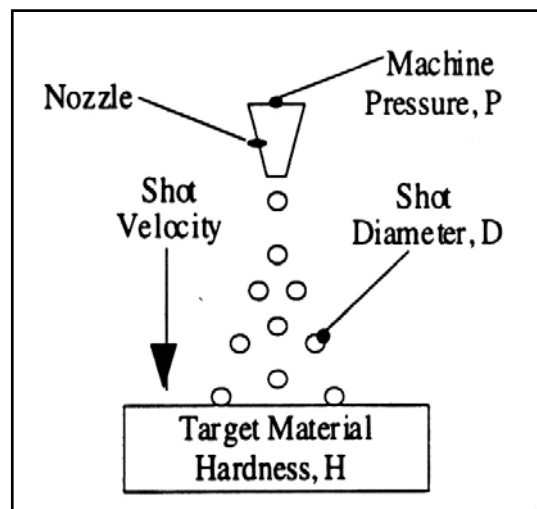 Machine
Pressure, P
Nozzle
Shot
Velocity
Shot
Diameter, D
Target Material
Hardness, H